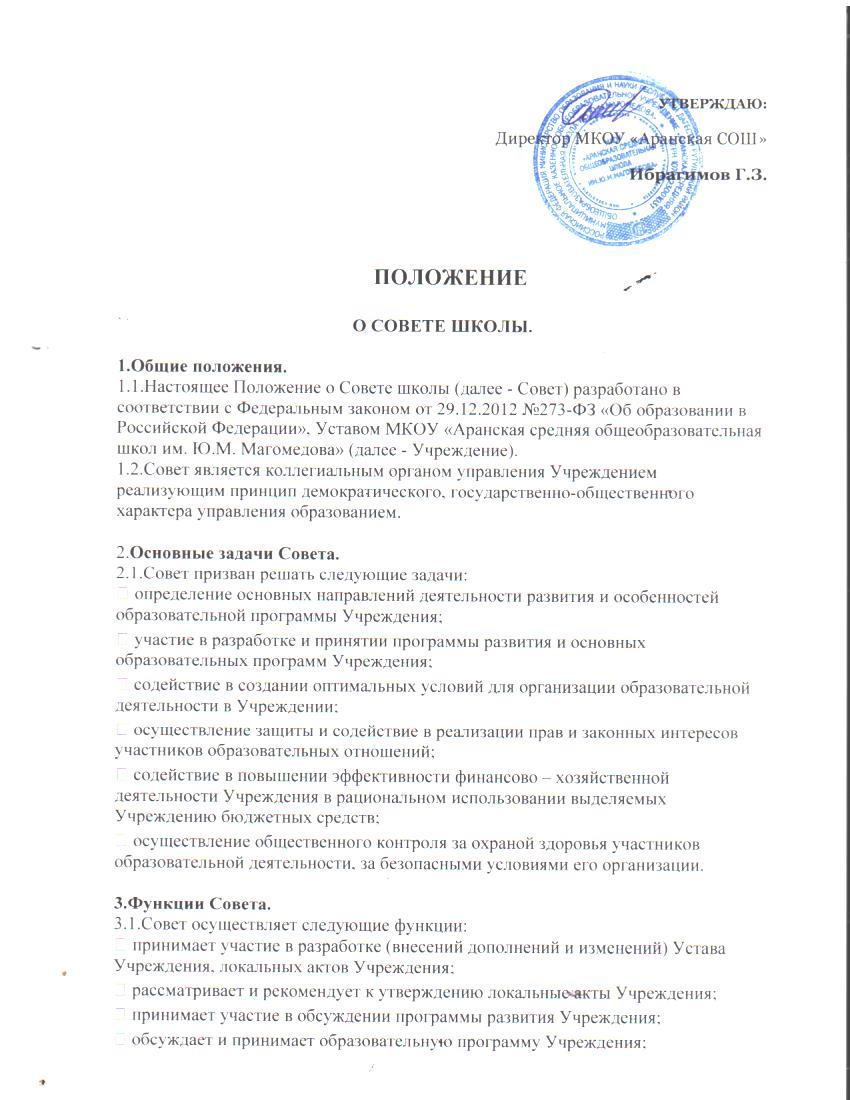 УТВЕРЖДАЮ:
Директор МКОУ «Аранская СОШ»
Ибрагимов Г.З.
«АРАНСКАЯ СРЕДНЯЯ
ОБЩЕОБРАЗОВАТЕЛЬНАЯ
ШКОЛА
ПОЛОЖЕНИЕ
О СОВЕТЕ ШКОЛЫ.
1.Общие положения.
1.1.Настоящее Положение о Совете школы (далее - Совет) разработано в
соответствии с Федеральным законом от 29.12.2012 №273-ФЗ «Об образовании в
Российской Федерации», Уставом МКОУ «Аранская средняя общеобразовательная
школ им. Ю.М. Магомедова» (далее - Учреждение).
1.2.Совет является коллегиальным органом управления Учреждением
реализующим принцип демократического, государственно-общественного
характера управления образованием.
2.Основные задачи Совета.
2.1.Совет призван решать следующие задачи:
определение основных направлений деятельности развития и особенностей
образовательной программы Учреждения;
участие в разработке и принятии программы развития и основных
образовательных программ Учреждения;
содействие в создании оптимальных условий для организации образовательной
деятельности в Учреждении;
осуществление защиты и содействие в реализации прав и законных интересов
участников образовательных отношений;
содействие в повышении эффективности финансово – хозяйственной
деятельности Учреждения в рациональном использовании выделяемых
Учреждению бюджетных средств;
осуществление общественного контроля за охраной здоровья участников
образовательной деятельности, за безопасными условиями его организации.
3.Функции Совета.
3.1.Совет осуществляет следующие функции:
принимает участие в разработке (внесений дополнений и изменений) Устава
Учреждения, локальных актов Учреждения;
рассматривает и рекомендует к утверждению локальные акты Учреждения;
принимает участие в обсуждении программы развития Учреждения;
обсуждает и принимает образовательную программу Учреждения;